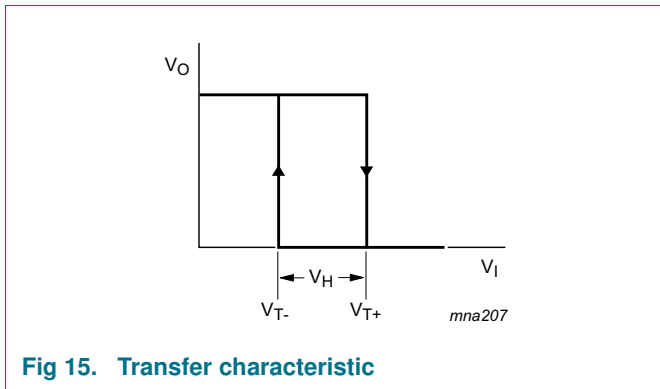 VO
VH
VI
VT-
VT+
mna207
Fig 15. Transfer characteristic